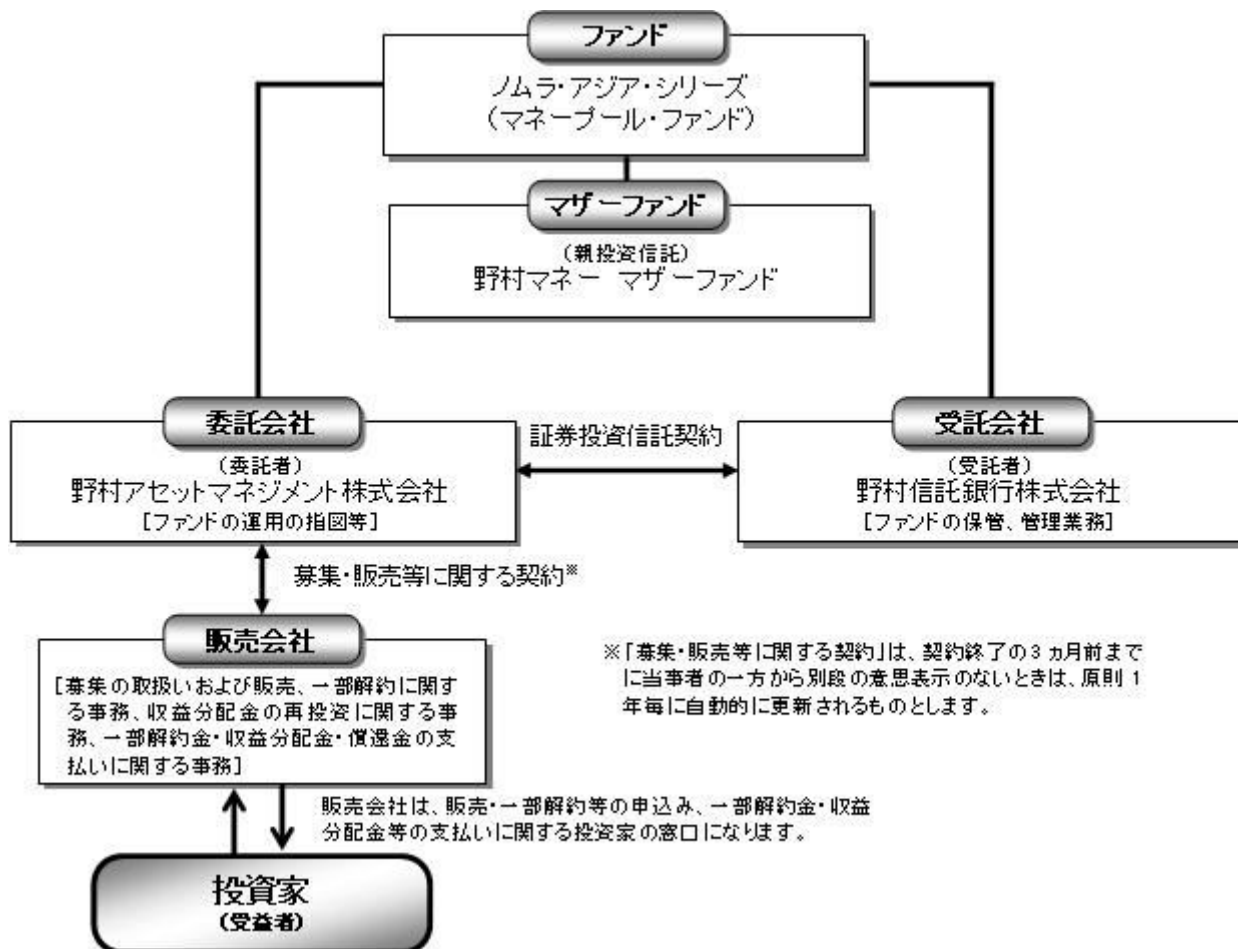 ファンド
ノムラ・アジア・シリーズ
(マネープール・ファンド)
マザーファンド
(親投資信託)
野村マネー マザーファンド
委託会社
(委託者)
野村アセットマネジメント株式会社
[ファンドの運用の指図等]
証券投資信託契約
受託会社
(受託者)
野村信託銀行株式会社
[ファンドの保管、管理業務]
募集・販売等に関する契約※
販売会社
[募集の取扱いおよび販売、一部解約に関す
る事務、収益分配金の再投資に関する事
務、一部解約金・収益分配金・償還金の支
払いに関する事務]
※「募集・販売等に関する契約」は、契約終了の3ヵ月前まで
に当事者の一方から別段の意思表示のないときは、原則1
年毎に自動的に更新されるものとします。
販売会社は、販売・一部解約等の申込み、一部解約金・収益
分配金等の支払いに関する投資家の窓口になります。
投資家
(受益者)